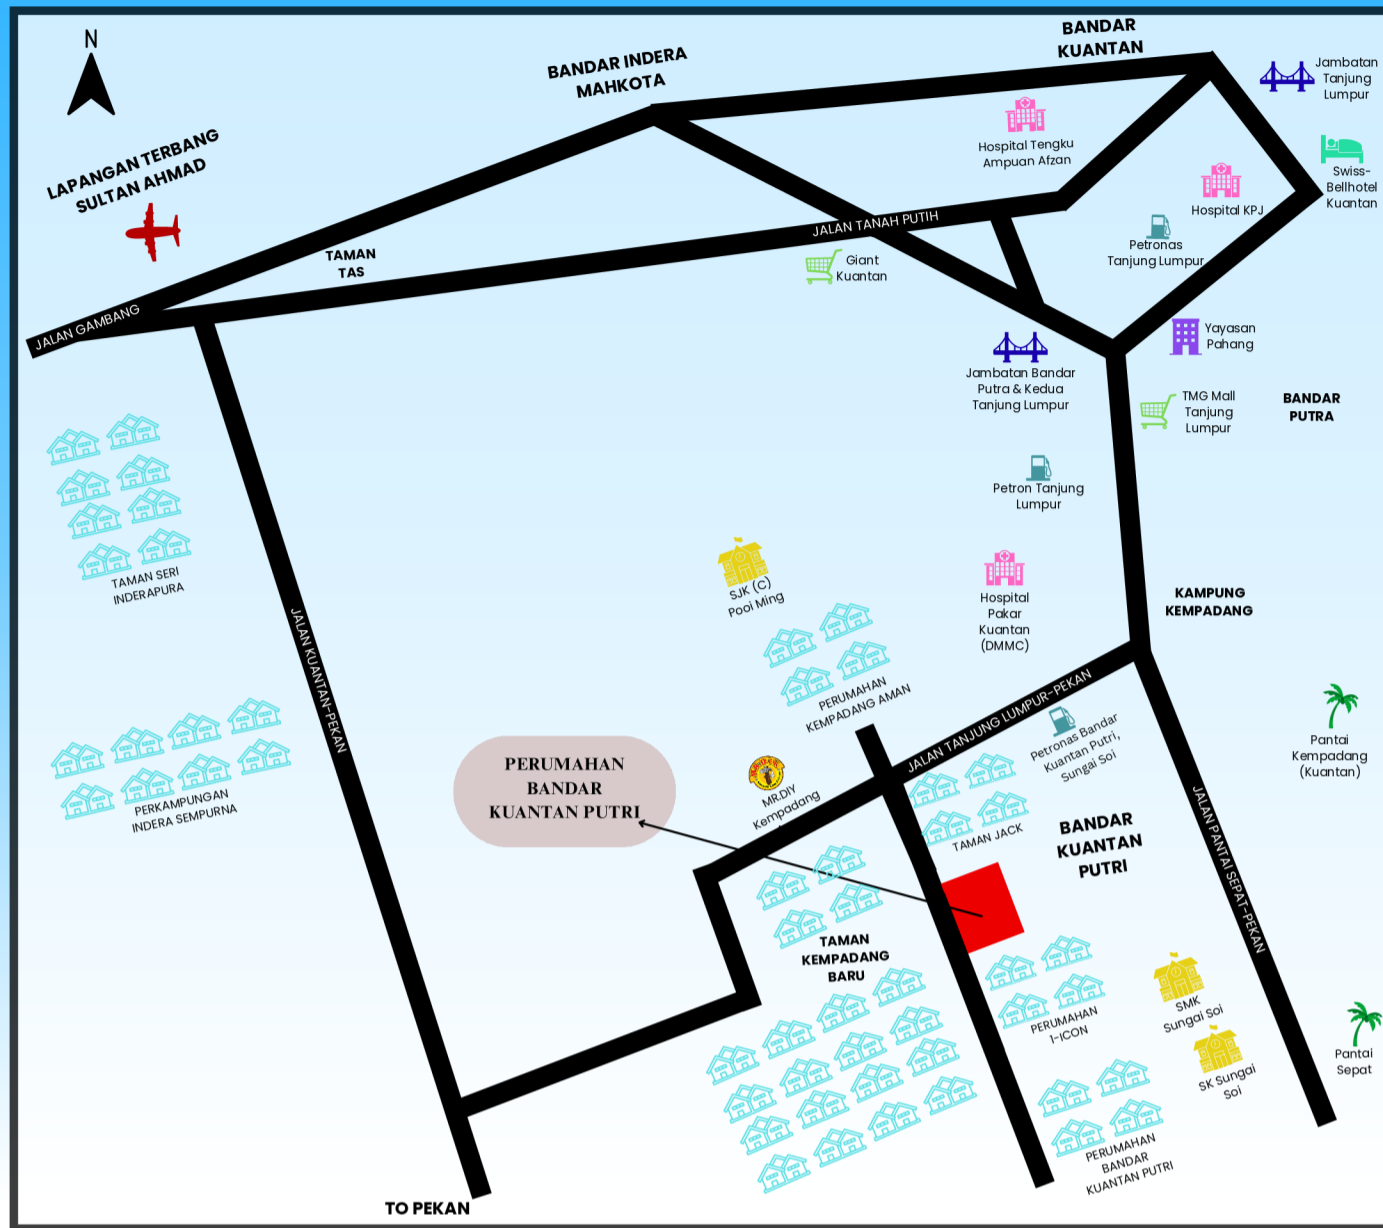 N
BANDAR INDERA
MAHKOTA
BANDAR
KUANTAN
Jambatan
Tanjung
Lumpur
LAPANGAN TERBANG
SULTAN AHMAD
Hospital Tengku
Ampuan Afzan
Swiss-
Bellhotel
Kuantan
Hospital KPJ
JALAN TANAH PUTIH
Petronas
Tanjung Lumpur
TAMAN
TAS
Giant
Kuantan
JALAN GAMBANG
Yayasan
Pahang
Jambatan Bandar
Putra & Kedua
Tanjung Lumpur
TMG Mall
Tanjung
Lumpur
BANDAR
PUTRA
Petron Tanjung
Lumpur
TAMAN SERI
INDERAPURA
SJK (C)
Pooi Ming
Hospital
Pakar
Kuantan
(DMMC)
KAMPUNG
KEMPADANG
JALAN KUANTAN-PEKAN
PERUMAHAN
KEMPADANG AMAN
JALAN TANJUNG LUMPUR-PEKAN
Petronas Bandar
Kuantan Putri,
Sungai Soi
Pantai
Kempadang
(Kuantan)
PERUMAHAN
BANDAR
KUANTAN PUTRI
MR.DIY
Kempadang
PERKAMPUNGAN
INDERA SEMPURNA
TAMAN JACK
BANDAR
KUANTAN
PUTRI
JALAN PANTAI SEPAT-PEKAN
TAMAN
KEMPADANG
BARU
PERUMAHAN
1-ICON
SMK
Sungai Soi
SK Sungai
Soi
Pantai
Sepat
PERUMAHAN
BANDAR
KUANTAN PUTRI
TO PEKAN